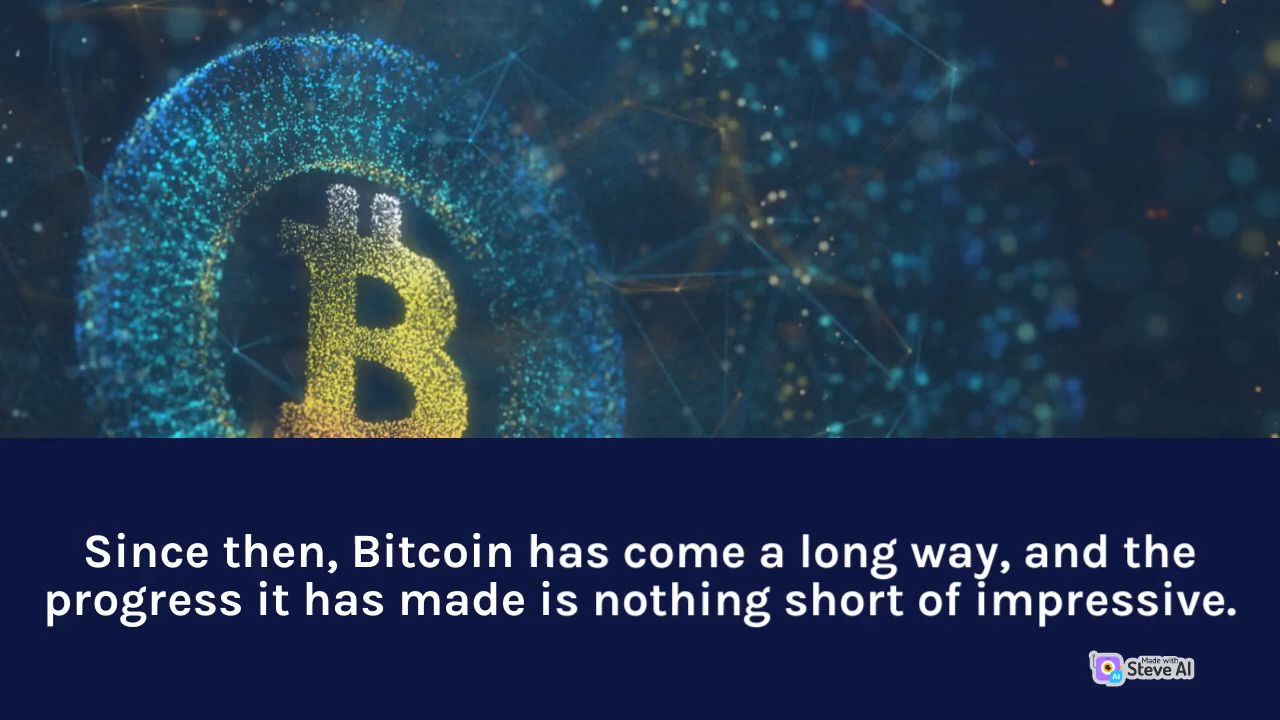 Since then, Bitcoin has come a long way, and the
progress it has made is nothing short of impressive.
Made with
Steve AI
AI